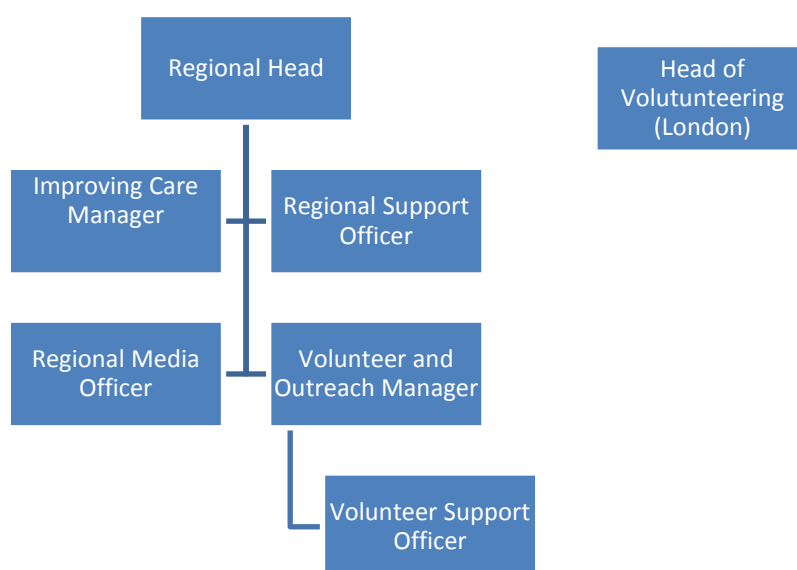 Regional Head
Head of
Volutunteering
(London)
Improving Care
Manager
Regional Support
Officer
Regional Media
Officer
Volunteer and
Outreach Manager
Volunteer Support
Officer